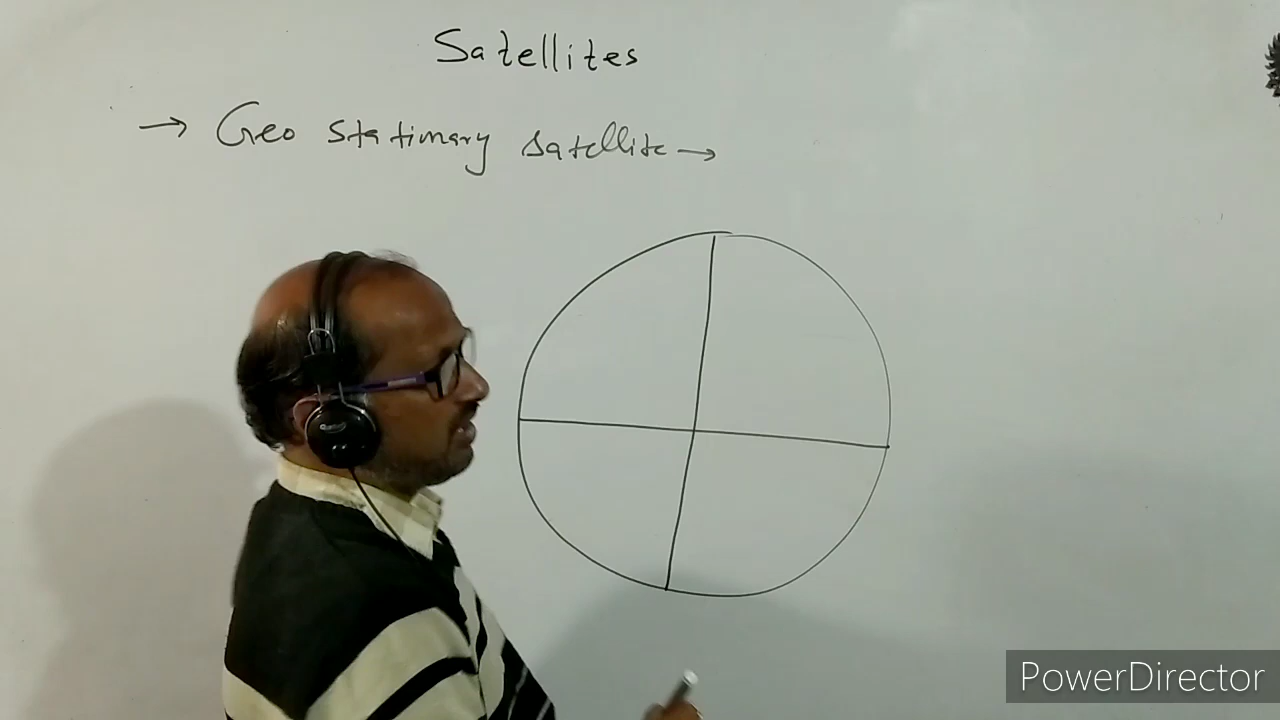 Satellites
→ Geo stationary satellite →
PowerDirector